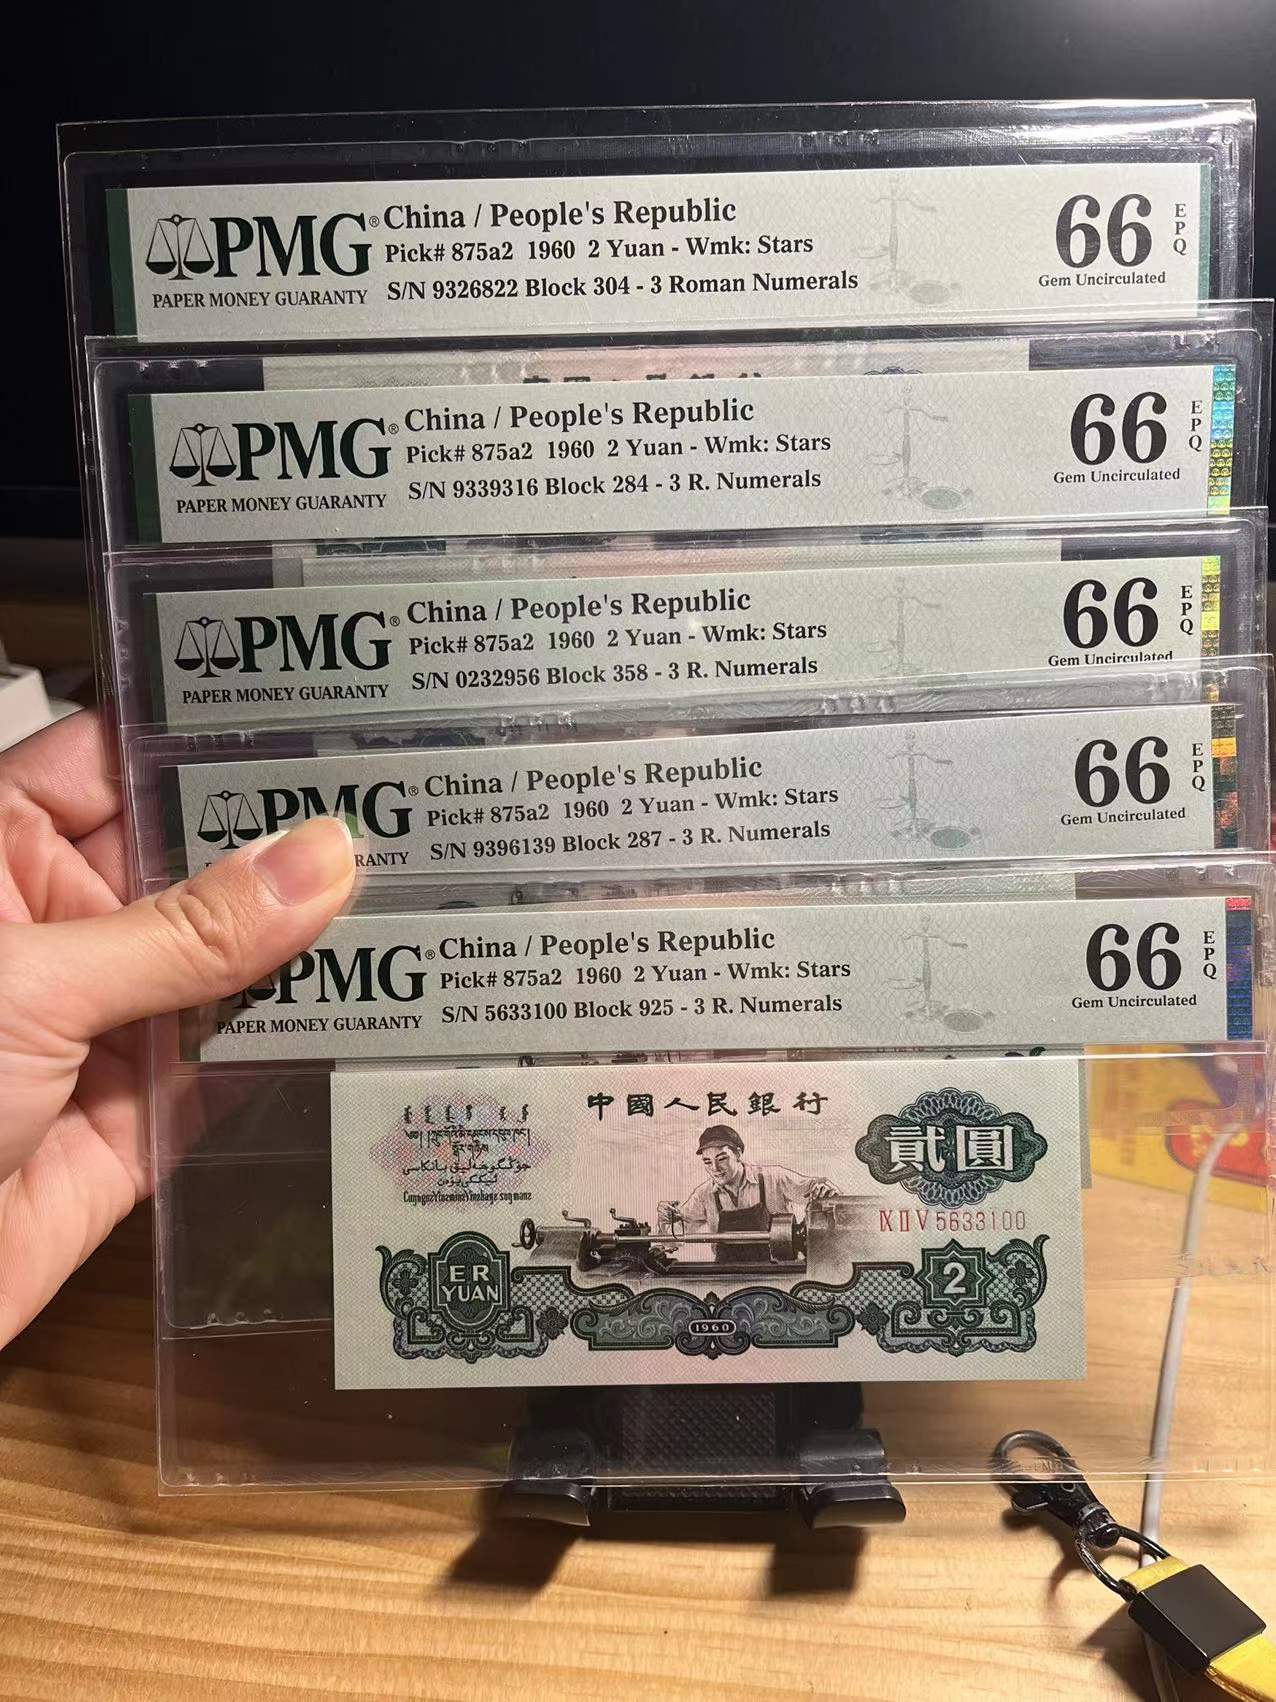 PMG®
PAPER MONEY GUARANTY
China / People's Republic
Pick# 875a2 1960 2 Yuan - Wmk: Stars
S/N 9326822 Block 304 - 3 Roman Numerals
66 EPQ
Gem Uncirculated
PMG®
PAPER MONEY GUARANTY
China / People's Republic
Pick# 875a2 1960 2 Yuan - Wmk: Stars
S/N 9339316 Block 284 - 3 R. Numerals
66 EPQ
Gem Uncirculated
PMG®
PAPER MONEY GUARANTY
China / People's Republic
Pick# 875a2 1960 2 Yuan - Wmk: Stars
S/N 0232956 Block 358 - 3 R. Numerals
66 EPQ
Gem Uncirculated
PMG®
China / People's Republic
Pick# 875a2 1960 2 Yuan - Wmk: Stars
S/N 9396139 Block 287 - 3 R. Numerals
66 EPQ
Gem Uncirculated
PMG®
PAPER MONEY GUARANTY
China / People's Republic
Pick# 875a2 1960 2 Yuan - Wmk: Stars
S/N 5633100 Block 925 - 3 R. Numerals
66 EPQ
Gem Uncirculated
中國人民銀行
貳圓
ⅨⅡⅤ5633100
ER
YUAN
2
1960